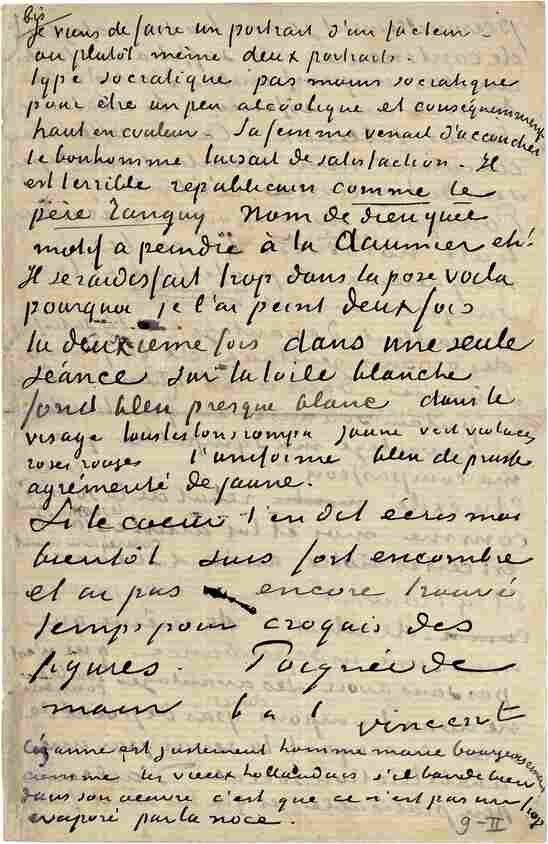 bis
Je viens de faire un portrait d'un facteur –
ou plutôt même deux portraits –
type socratique pas moins socratique
pour être un peu alcoolique et conséquemment
haut en couleur – sa femme venait d'accoucher
le bonhomme luisait de satisfaction – Il
est terrible republicain comme le
père Tanguy Nom de dieu quel
motif a peindre à la Daumier eh!
Il se raidissait trop dans la pose voila
pourquoi je l'ai peint deux fois
la deuxieme fois dans une seule
séance sur la toile blanche
fond bleu presque blanc dans le
visage tous les tons rompu jaune vert violacés
roses rouges l'uniforme bleu de prusse
agrémenté de jaune.
Si le coeur t'en dit écris moi
bientôt suis fort encombre
et ai pas encore trouvé
temps pour croquis des
figures. Poignée de
main t. à t. Vincent
Cézanne est justement homme marié bourgeoisement
comme les vieux hollandais s'il bande bien
dans son oeuvre c'est que ce n'est pas un trop
evaporé par la noce.
9-II